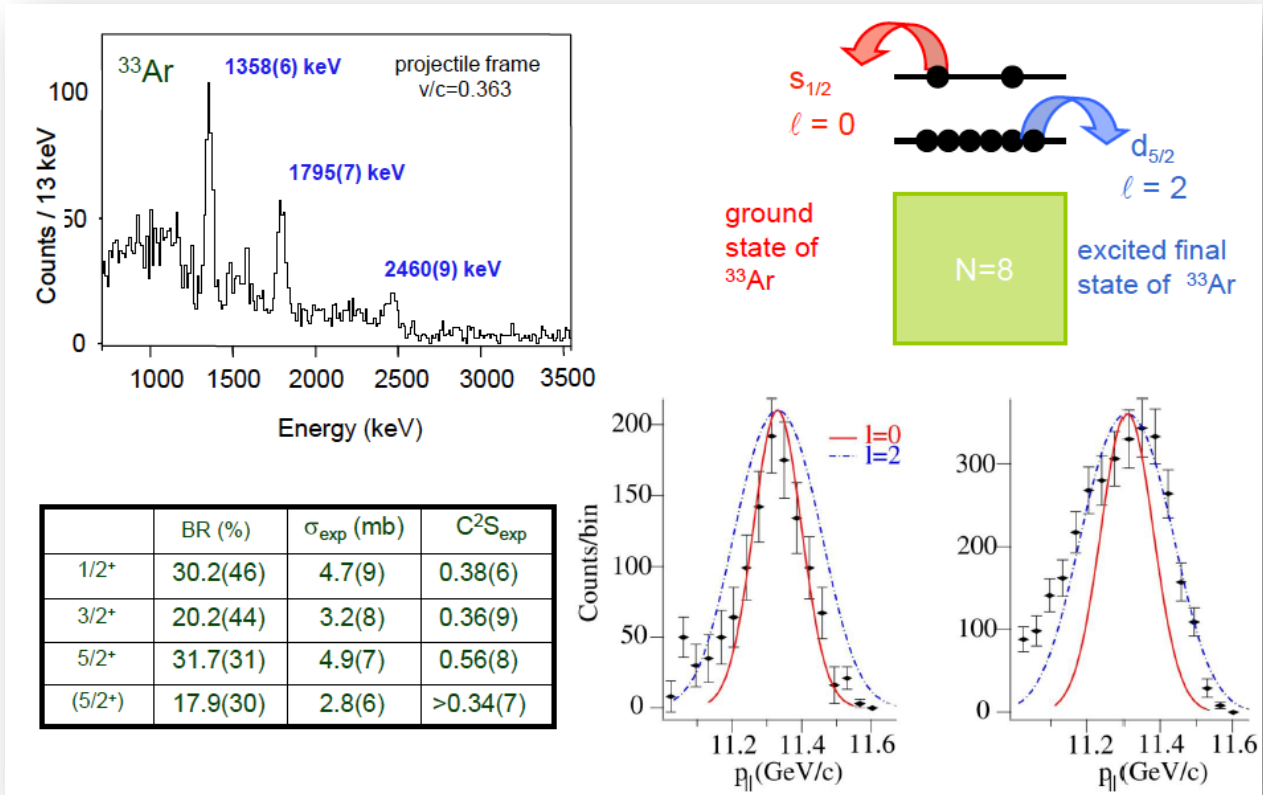 ³³Ar
1358(6) keV
projectile frame
v/c=0.363
1795(7) keV
2460(9) keV
Counts / 13 keV
100
50
0
1000 1500 2000 2500 3000 3500
Energy (keV)
s₁/₂
ℓ = 0
d₅/₂
ℓ = 2
ground
state of
³³Ar
N=8
excited final
state of ³³Ar
BR (%) σexp (mb) C²Sexp
1/2⁺ 30.2(46) 4.7(9) 0.38(6)
3/2⁺ 20.2(44) 3.2(8) 0.36(9)
5/2⁺ 31.7(31) 4.9(7) 0.56(8)
(5/2⁺) 17.9(30) 2.8(6) >0.34(7)
Counts/bin
200
150
100
50
0
l=0
l=2
11.2 11.4 11.6
p||(GeV/c)
300
200
100
0
11.2 11.4 11.6
p||(GeV/c)